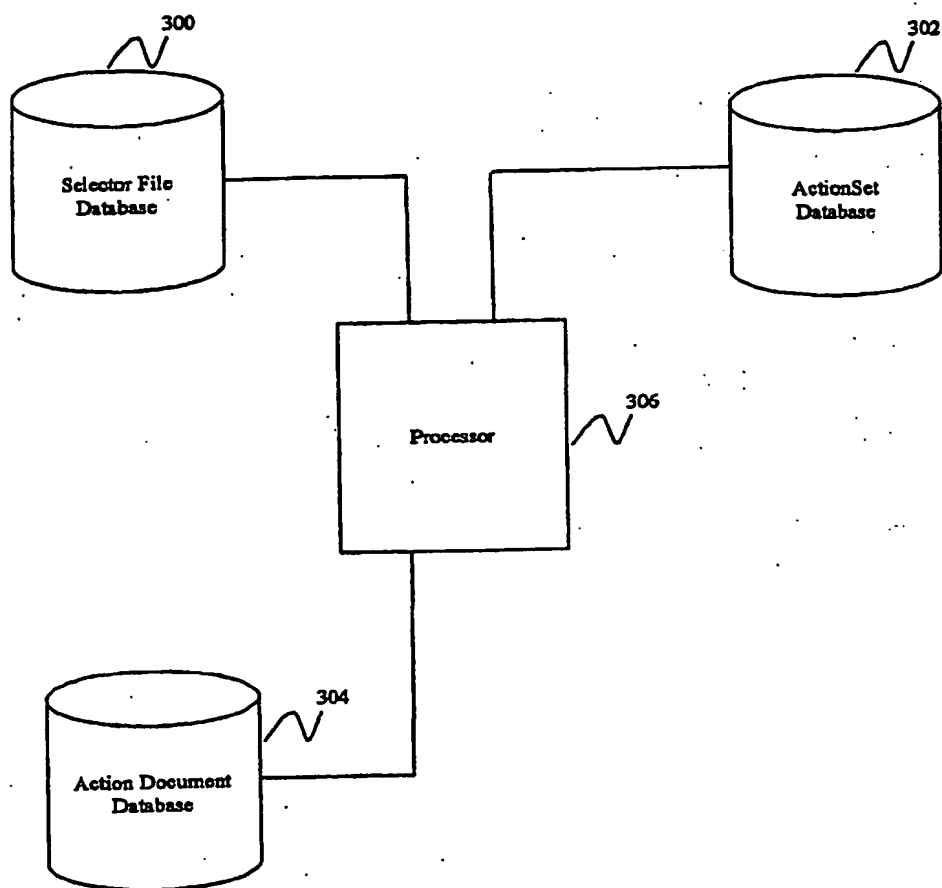 300
302
Selector File
Database
ActionSet
Database
306
Processor
304
Action Document
Database